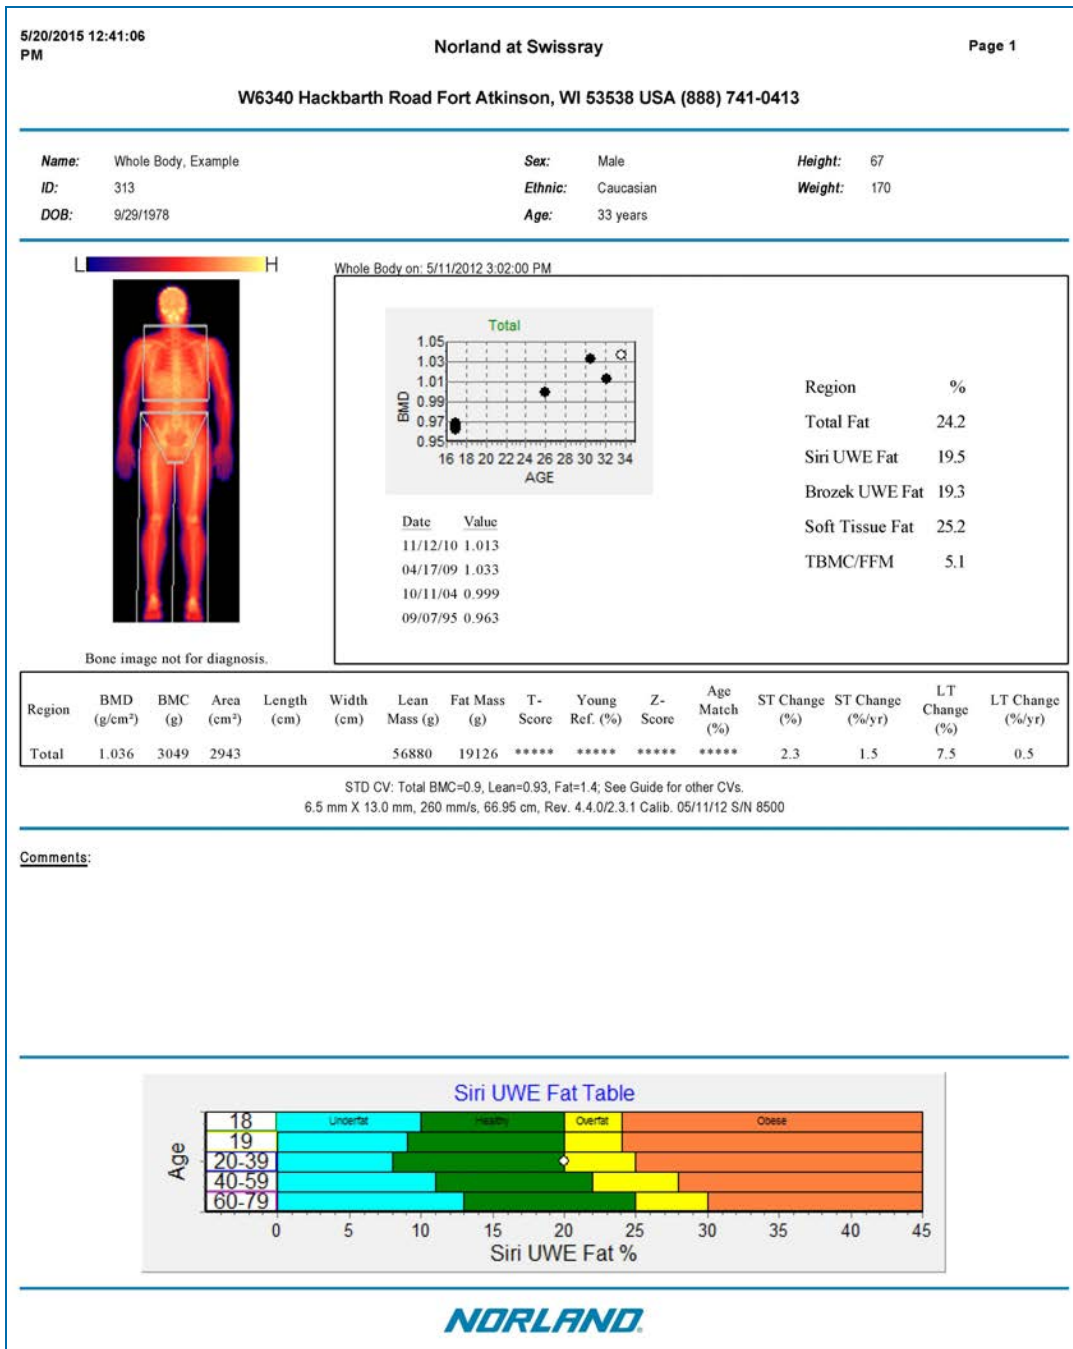 5/20/2015 12:41:06 PM
Norland at Swissray
Page 1
W6340 Hackbarth Road Fort Atkinson, WI 53538 USA (888) 741-0413
Name: Whole Body, Example Sex: Male Height: 67
ID: 313 Ethnic: Caucasian Weight: 170
DOB: 9/29/1978 Age: 33 years
L H
Whole Body on: 5/11/2012 3:02:00 PM
Total
1.05
1.03
1.01
0.99
0.97
0.95
BMD
16 18 20 22 24 26 28 30 32 34
AGE
Date Value
11/12/10 1.013
04/17/09 1.033
10/11/04 0.999
09/07/95 0.963
Region %
Total Fat 24.2
Siri UWE Fat 19.5
Brozek UWE Fat 19.3
Soft Tissue Fat 25.2
TBMC/FFM 5.1
Bone image not for diagnosis.
Region BMD (g/cm²) BMC (g) Area (cm²) Length (cm) Width (cm) Lean Mass (g) Fat Mass (g) T-Score Young Ref. (%) Z-Score Age Match (%) ST Change (%) ST Change (%/yr) LT Change (%) LT Change (%/yr)
Total 1.036 3049 2943 56880 19126 ***** ***** ***** ***** 2.3 1.5 7.5 0.5
STD CV: Total BMC=0.9, Lean=0.93, Fat=1.4; See Guide for other CVs.
6.5 mm X 13.0 mm, 260 mm/s, 66.95 cm, Rev. 4.4.0/2.3.1 Calib. 05/11/12 S/N 8500
Comments:
Siri UWE Fat Table
18 Underfat Healthy Overfat Obese
19
20-39
40-59
60-79
Age
0 5 10 15 20 25 30 35 40 45
Siri UWE Fat %
NORLAND.